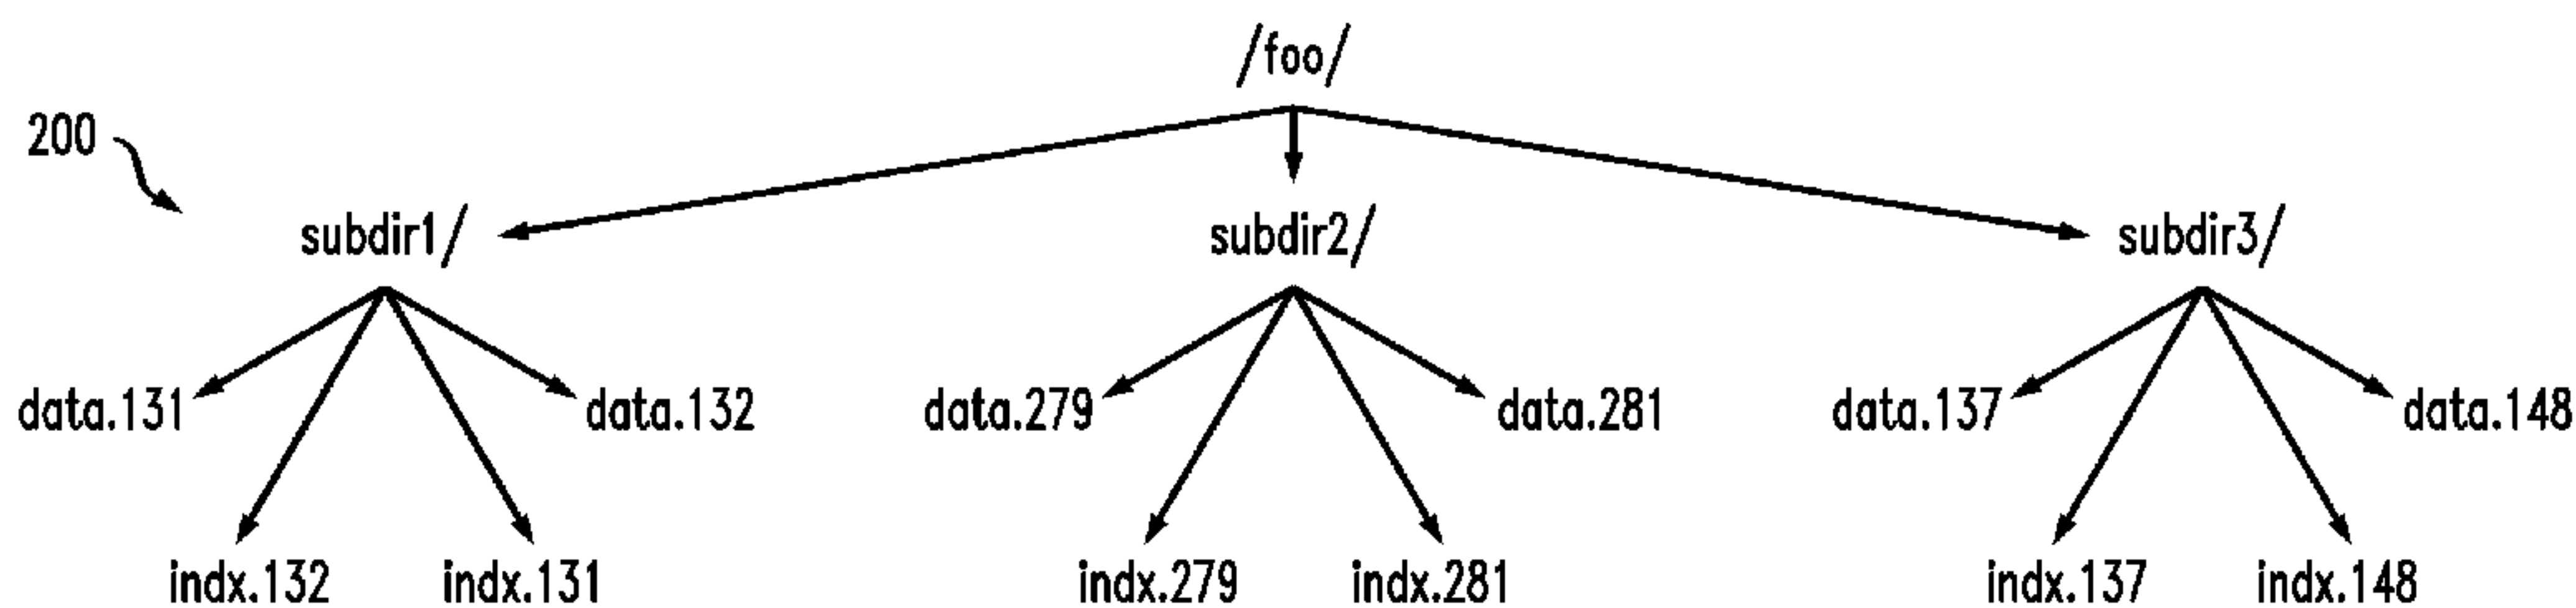 /foo/
200
subdir1/ subdir2/ subdir3/
data.131 data.132 data.279 data.281 data.137 data.148
indx.132 indx.131 indx.279 indx.281 indx.137 indx.148